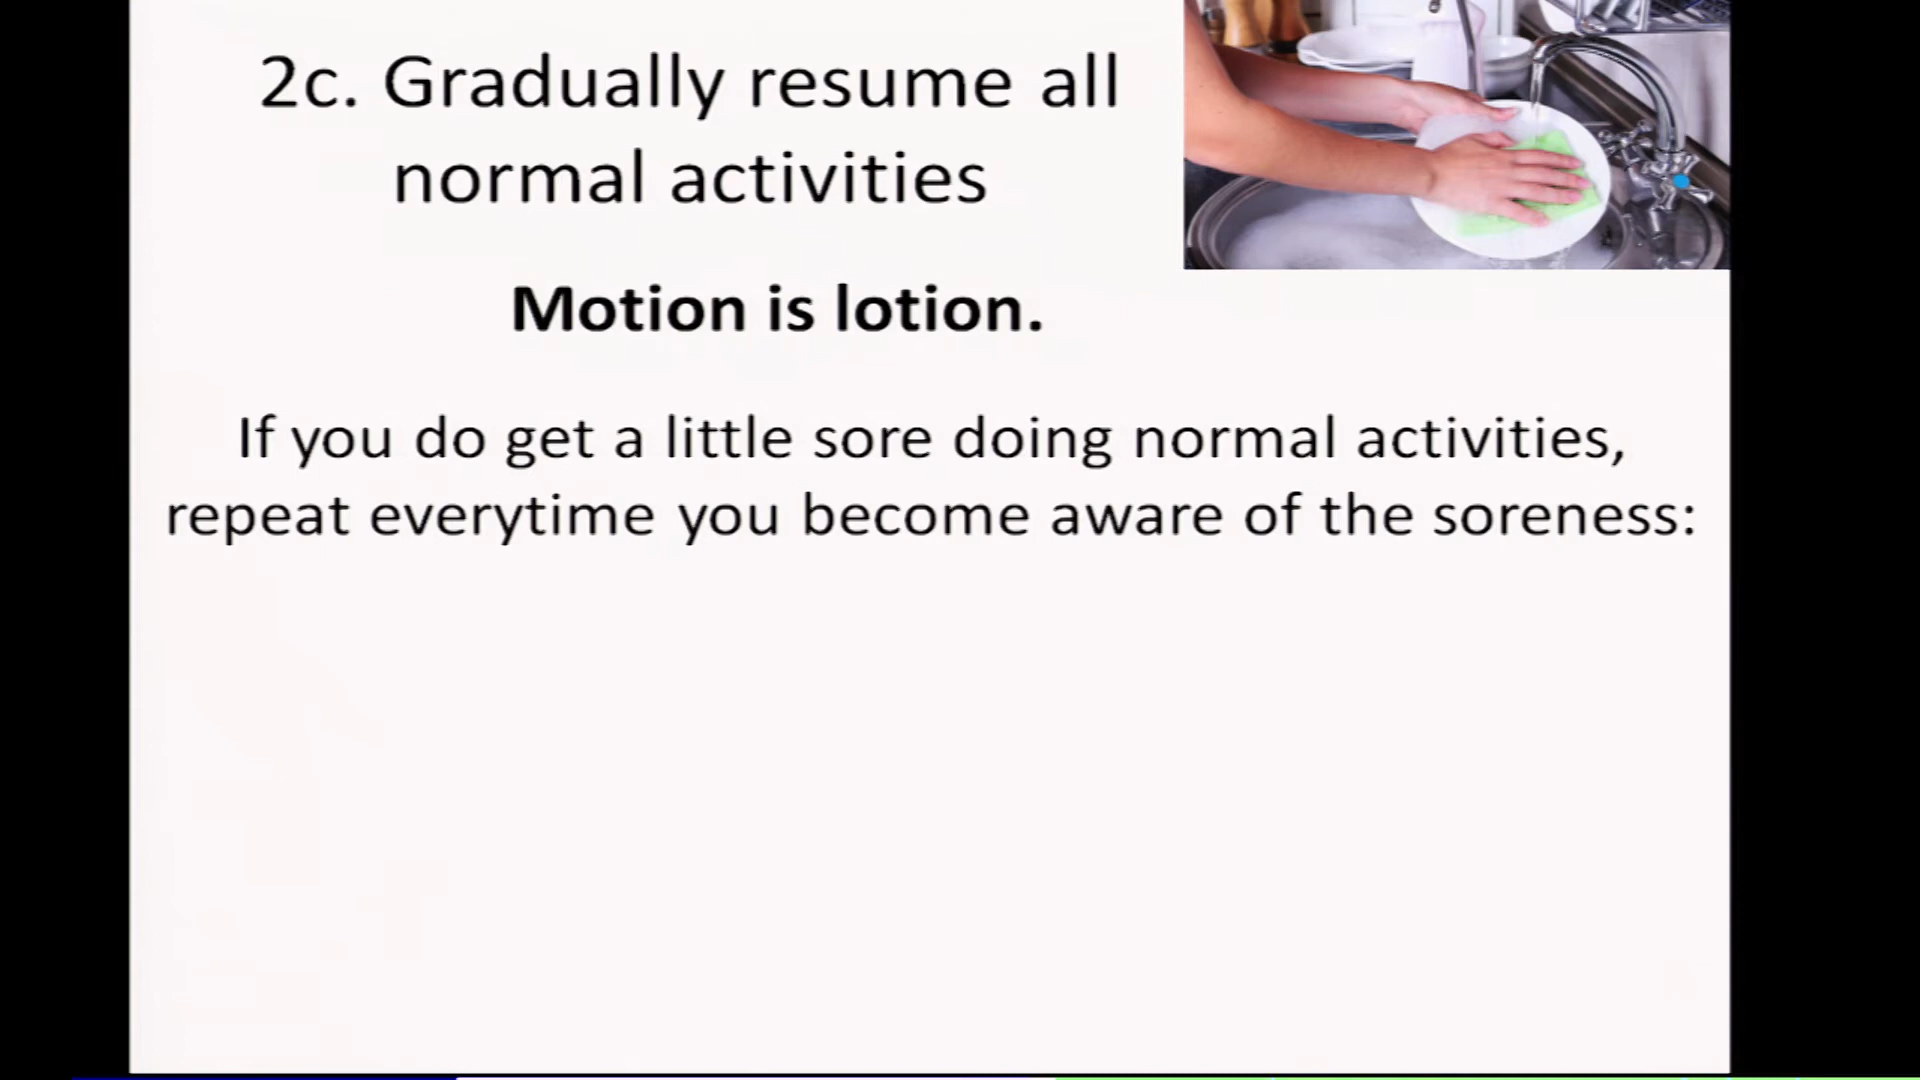 2c. Gradually resume all
normal activities
Motion is lotion.
If you do get a little sore doing normal activities,
repeat everytime you become aware of the soreness: